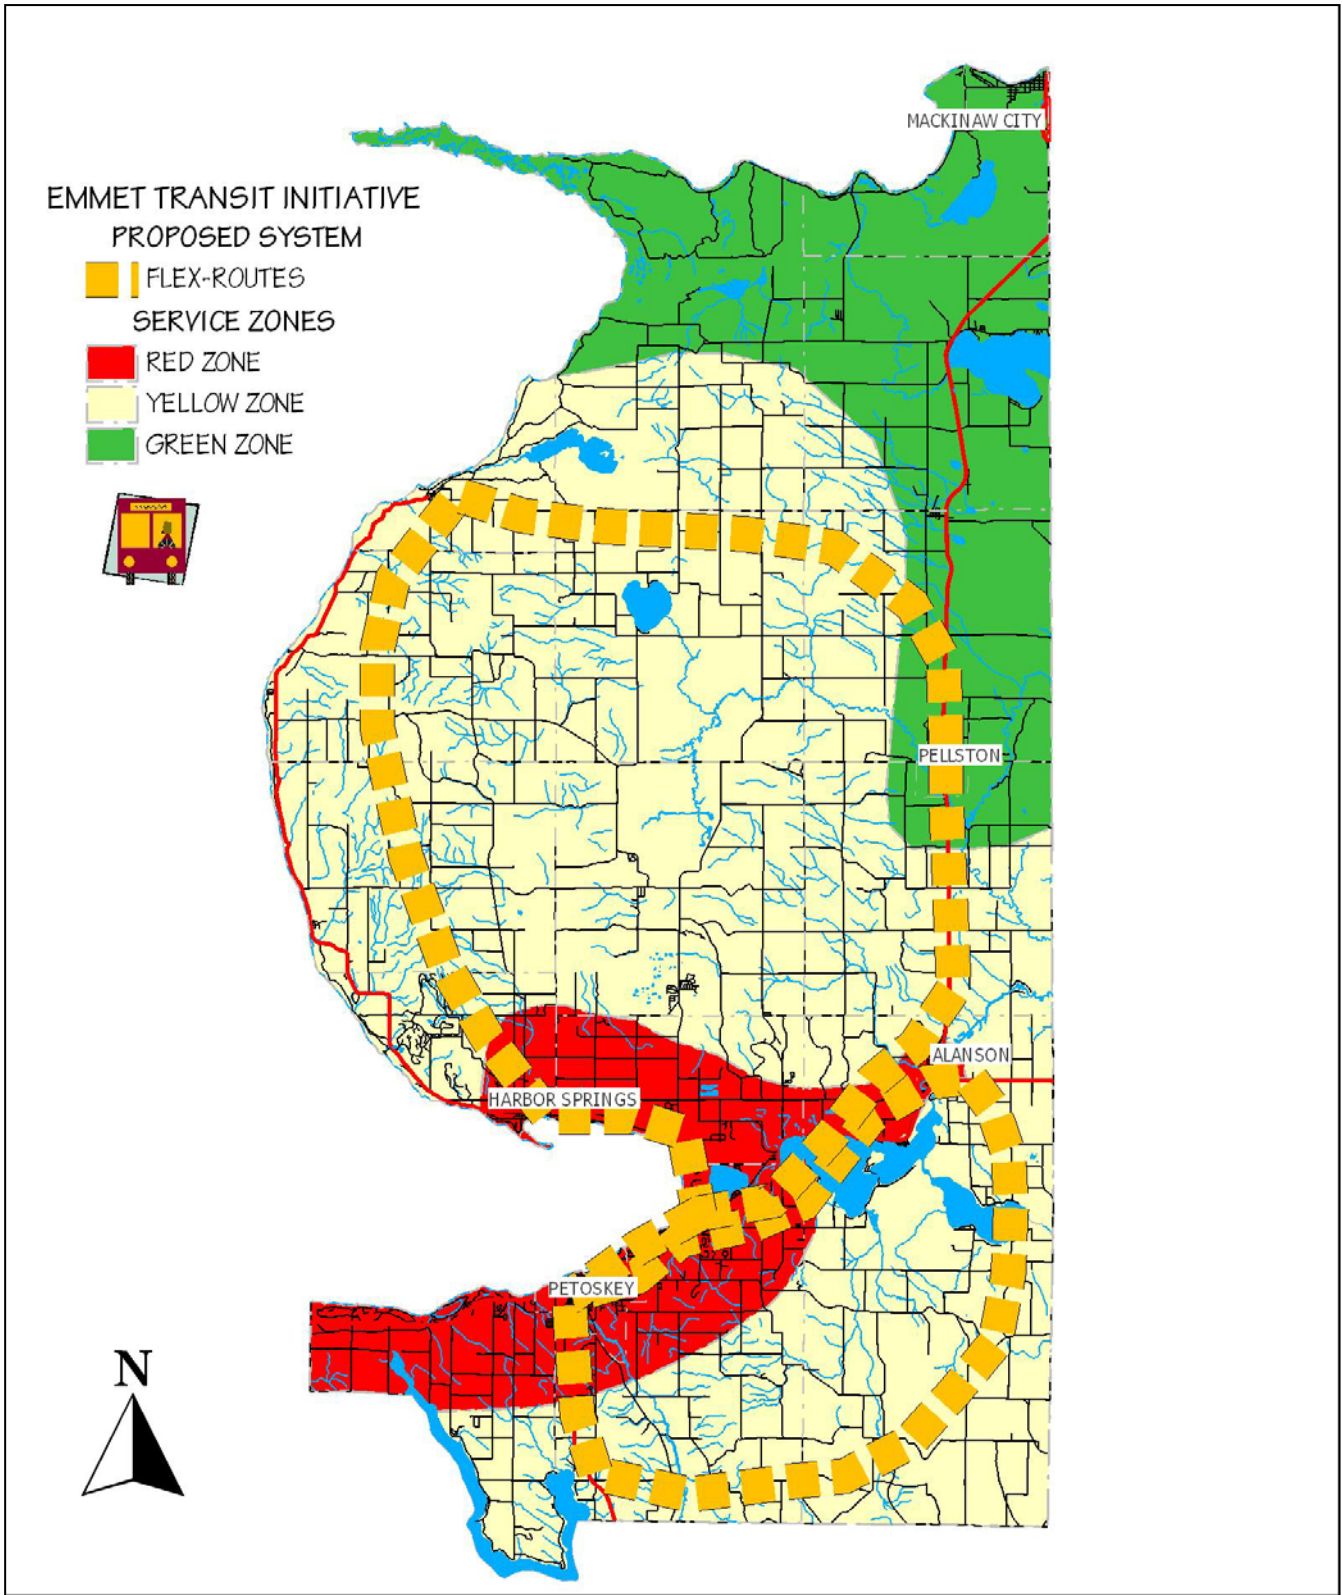 MACKINAW CITY
EMMET TRANSIT INITIATIVE
PROPOSED SYSTEM
FLEX-ROUTES
SERVICE ZONES
RED ZONE
YELLOW ZONE
GREEN ZONE
PELLSTON
ALANSON
HARBOR SPRINGS
PETOSKEY
N